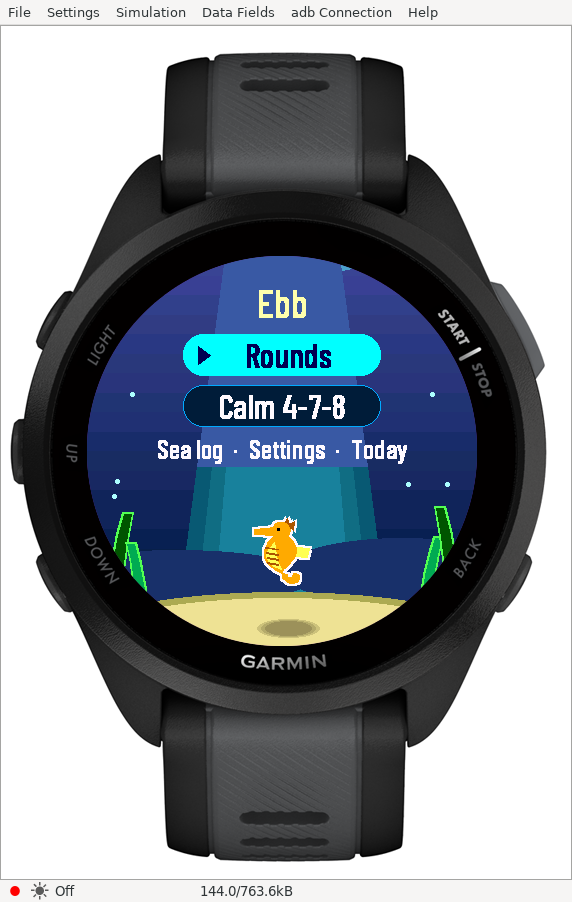 File Settings Simulation Data Fields adb Connection Help
Ebb
START
STOP
LIGHT
Rounds
Calm 4-7-8
UP
Sea log · Settings · Today
DOWN
BACK
GARMIN
Off 144.0/763.6kB